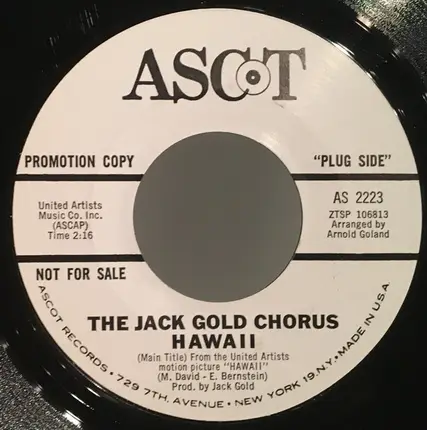 ASCOT
PROMOTION COPY
"PLUG SIDE"
United Artists
Music Co. Inc.
(ASCAP)
Time 2:16
AS 2223
ZTSP 106813
Arranged by
Arnold Goland
NOT FOR SALE
THE JACK GOLD CHORUS
HAWAII
(Main Title) From the United Artists
motion picture "HAWAII"
(M. David - E. Bernstein)
Prod. by Jack Gold
ASCOT RECORDS • 729 7TH. AVENUE • NEW YORK 19, N.Y. • MADE IN U.S.A.